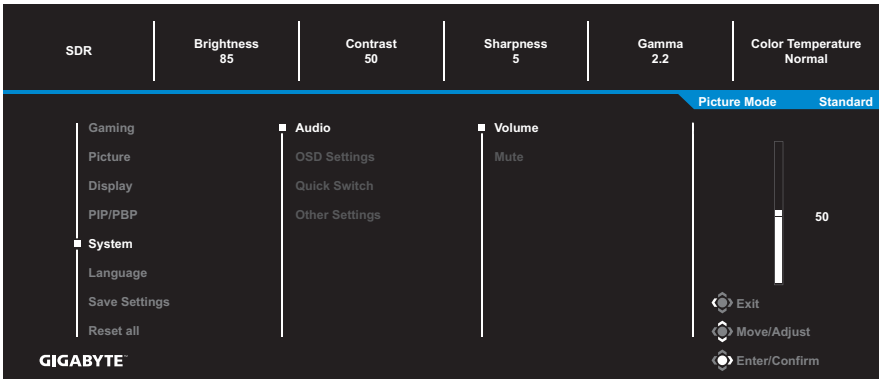 SDR
Brightness
85
Contrast
50
Sharpness
5
Gamma
2.2
Color Temperature
Normal
Picture Mode Standard
Gaming
Picture
Display
PIP/PBP
System
Language
Save Settings
Reset all
Audio
OSD Settings
Quick Switch
Other Settings
Volume
Mute
50
Exit
Move/Adjust
Enter/Confirm
GIGABYTE™